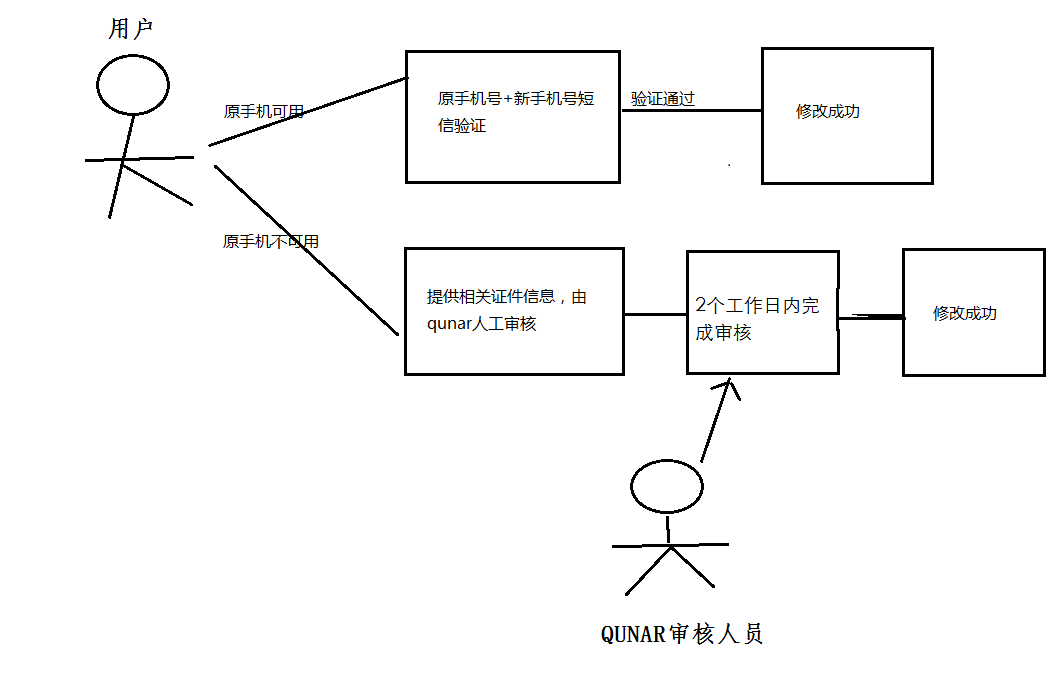 用户
原手机可用
原手机号+新手机号短
信验证
验证通过
修改成功
原手机不可用
提供相关证件信息，由
qunar人工审核
2个工作日内完
成审核
修改成功
QUNAR审核人员